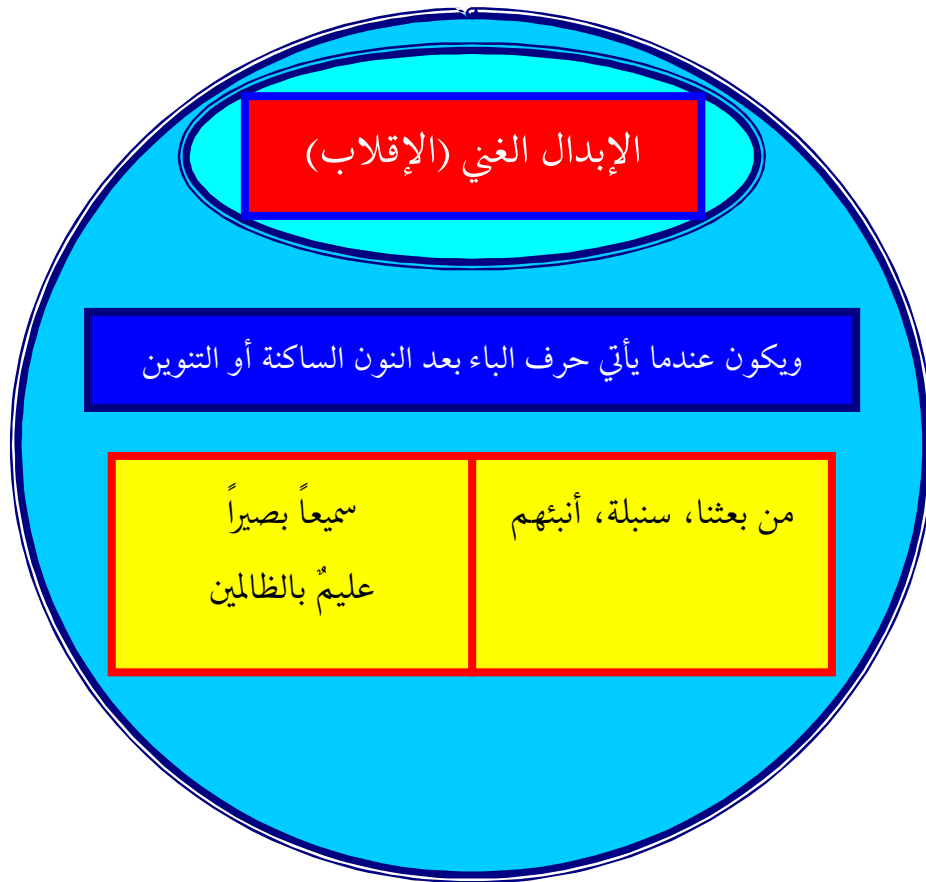 الإبدال الغني (الإقلاب)
ويكون عندما يأتي حرف الباء بعد النون الساكنة أو التنوين
من بعثنا، سنبلة، أنبئهم
سميعاً بصيراً
عليمٌ بالظالمين